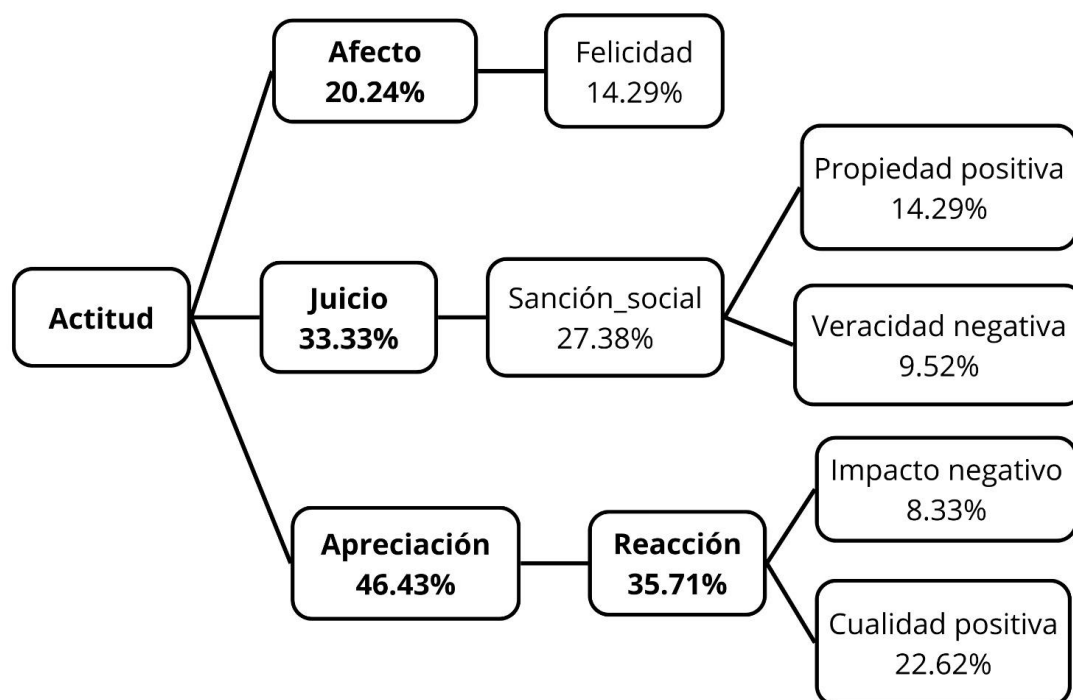 Afecto
20.24%
Felicidad
14.29%
Propiedad positiva
14.29%
Actitud
Juicio
33.33%
Sanción_social
27.38%
Veracidad negativa
9.52%
Apreciación
46.43%
Reacción
35.71%
Impacto negativo
8.33%
Cualidad positiva
22.62%